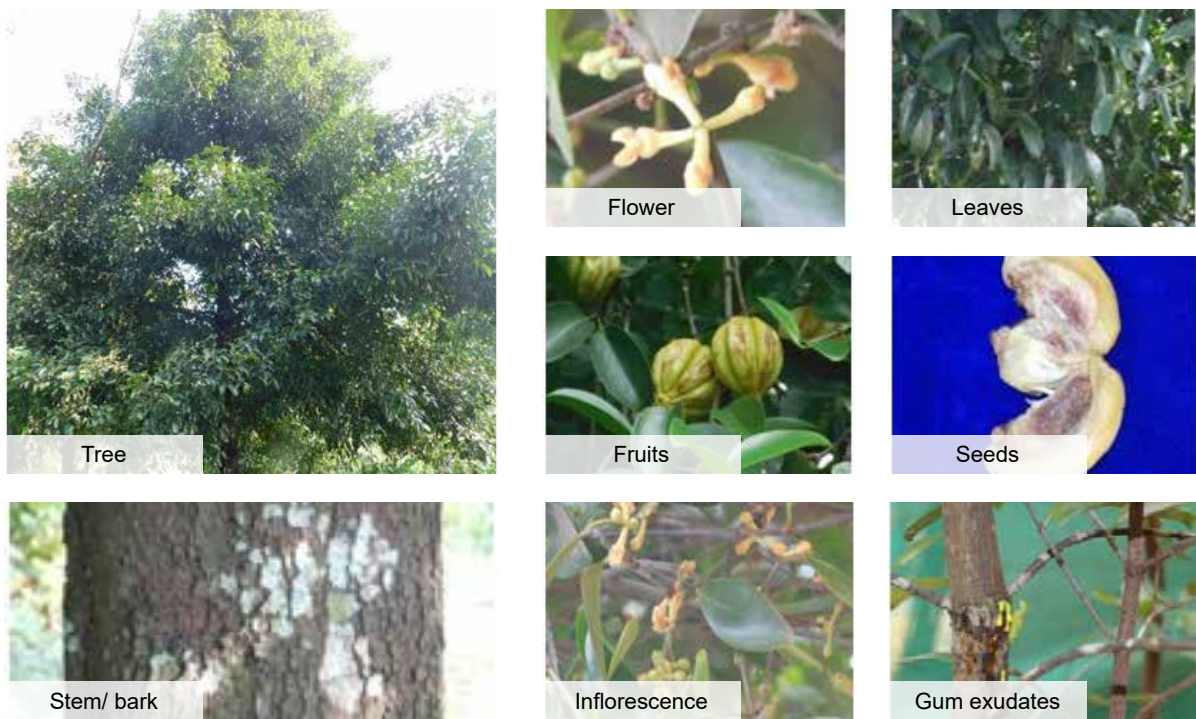 Flower
Leaves
Tree
Fruits
Seeds
Stem/ bark
Inflorescence
Gum exudates